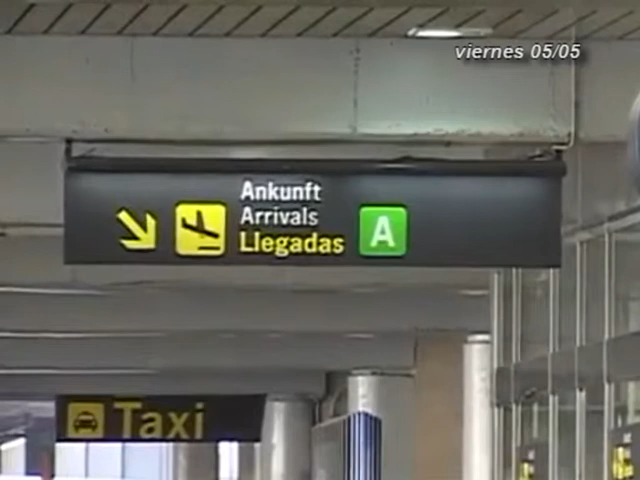 viernes 05/05
Ankunft
Arrivals
Llegadas
A
Taxi